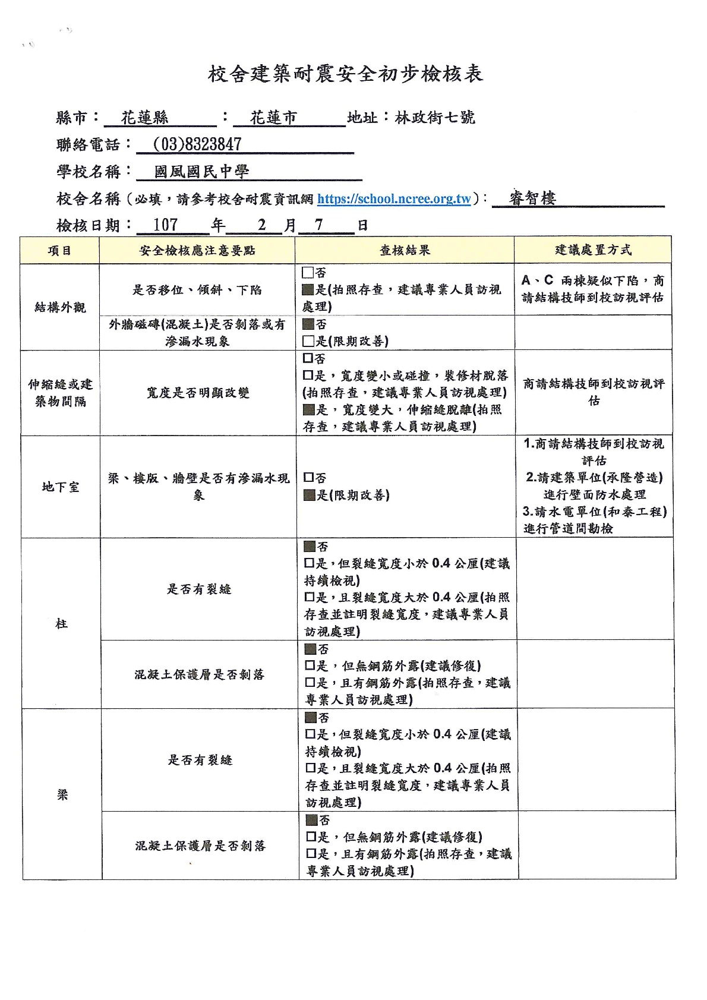 校舍建築耐震安全初步檢核表
縣市： 花蓮縣 ： 花蓮市 地址：林政街七號
聯絡電話： (03)8323847
學校名稱： 國風國民中學
校舍名稱（必填，請參考校舍耐震資訊網 https://school.ncree.org.tw）： 睿智樓
檢核日期： 107 年 2 月 7 日
項目 安全檢核應注意要點 查核結果 建議處置方式
結構外觀
是否移位、傾斜、下陷
□否
■是(拍照存查，建議專業人員訪視
處理)
A、C 兩棟疑似下陷，商
請結構技師到校訪視評估
外牆磁磚(混凝土)是否剝落或有
滲漏水現象
■否
□是(限期改善)
伸縮縫或建
築物間隔
寬度是否明顯改變
□否
□是，寬度變小或碰撞，裝修材脫落
(拍照存查，建議專業人員訪視處理)
■是，寬度變大，伸縮縫脫離(拍照
存查，建議專業人員訪視處理)
商請結構技師到校訪視評
估
地下室
梁、樓版、牆壁是否有滲漏水現
象
□否
■是(限期改善)
1.商請結構技師到校訪視
評估
2.請建築單位(承隆營造)
進行壁面防水處理
3.請水電單位(和泰工程)
進行管道間勘檢
柱
是否有裂縫
■否
□是，但裂縫寬度小於 0.4 公厘(建議
持續檢視)
□是，且裂縫寬度大於 0.4 公厘(拍照
存查並註明裂縫寬度，建議專業人員
訪視處理)
混凝土保護層是否剝落
■否
□是，但無鋼筋外露(建議修復)
□是，且有鋼筋外露(拍照存查，建議
專業人員訪視處理)
梁
是否有裂縫
■否
□是，但裂縫寬度小於 0.4 公厘(建議
持續檢視)
□是，且裂縫寬度大於 0.4 公厘(拍照
存查並註明裂縫寬度，建議專業人員
訪視處理)
混凝土保護層是否剝落
■否
□是，但無鋼筋外露(建議修復)
□是，且有鋼筋外露(拍照存查，建議
專業人員訪視處理)